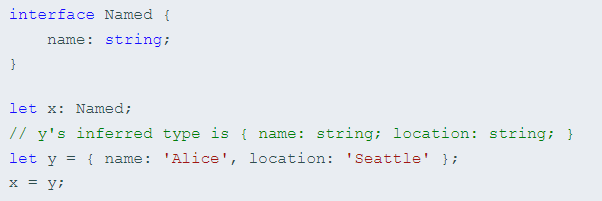 interface Named {
    name: string;
}

let x: Named;
// y's inferred type is { name: string; location: string; }
let y = { name: 'Alice', location: 'Seattle' };
x = y;